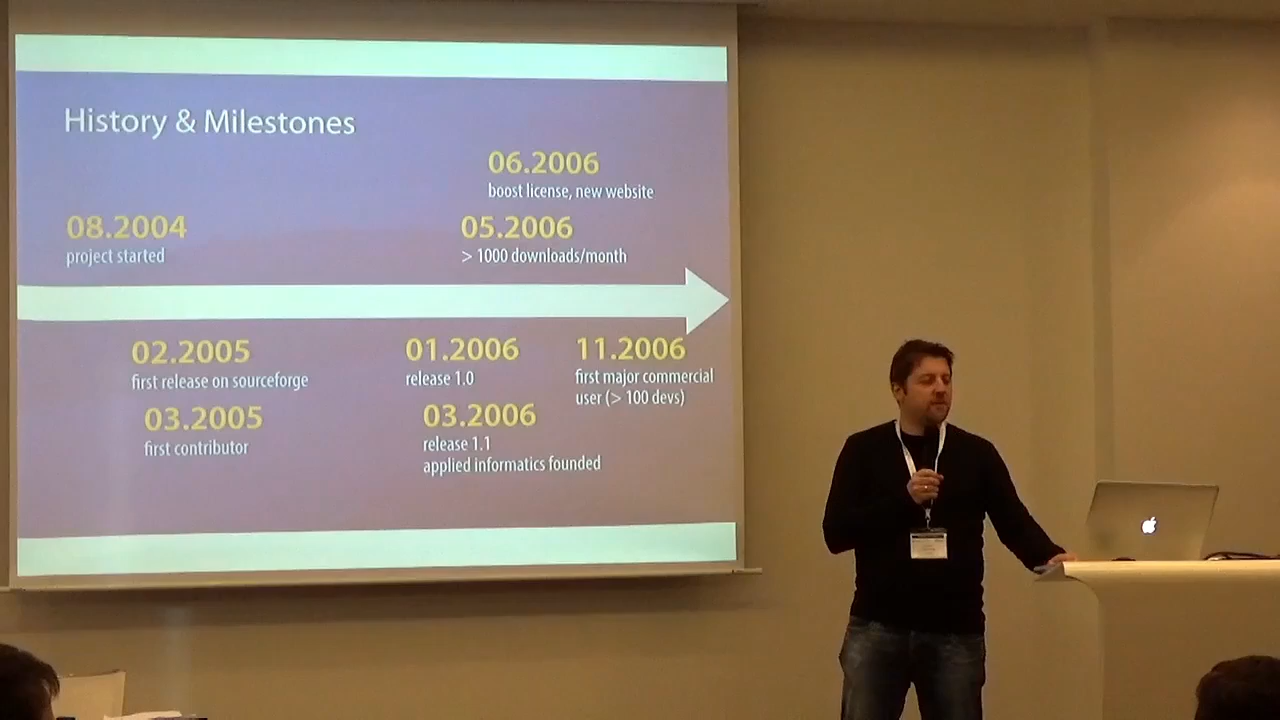 History & Milestones
06.2006
boost license, new website
08.2004
project started
05.2006
> 1000 downloads/month
02.2005
first release on sourceforge
03.2005
first contributor
01.2006
release 1.0
03.2006
release 1.1
applied informatics founded
11.2006
first major commercial
user (> 100 devs)